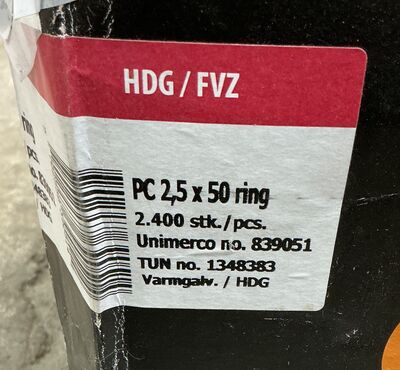 HDG / FVZ
PC 2,5 x 50 ring
2.400 stk./pcs.
Unimerco no. 839051
TUN no. 1348383
Varmgalv. / HDG